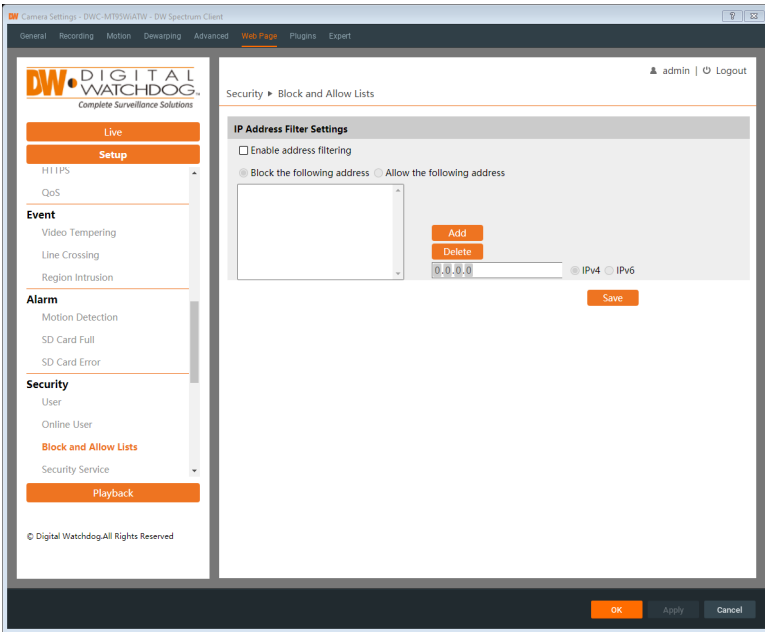 DW Camera Settings - DWC-MT95WiATW - DW Spectrum Client
?
General Recording Motion Dewarping Advanced Web Page Plugins Expert
DW DIGITAL WATCHDOG
Complete Surveillance Solutions
admin | Logout
Security ▸ Block and Allow Lists
Live
Setup
HTTPS
QoS
Event
Video Tempering
Line Crossing
Region Intrusion
Alarm
Motion Detection
SD Card Full
SD Card Error
Security
User
Online User
Block and Allow Lists
Security Service
Playback
© Digital Watchdog.All Rights Reserved
IP Address Filter Settings
Enable address filtering
Block the following address Allow the following address
Add
Delete
0.0.0.0 IPv4 IPv6
Save
OK Apply Cancel